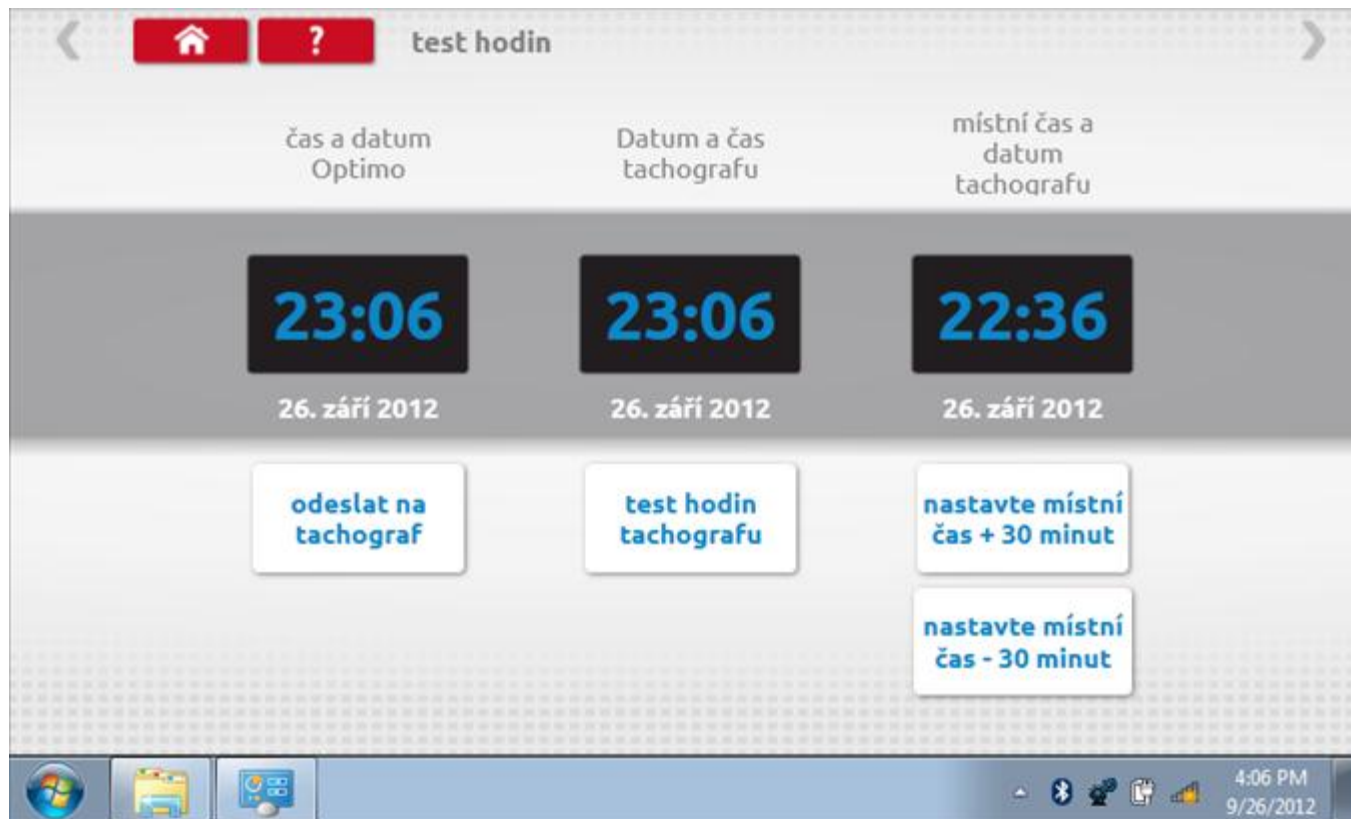 ? test hodin
čas a datum
Optimo
Datum a čas
tachografu
místní čas a
datum
tachografu
23:06
23:06
22:36
26. září 2012
26. září 2012
26. září 2012
odeslat na
tachograf
test hodin
tachografu
nastavte místní
čas + 30 minut
nastavte místní
čas - 30 minut
4:06 PM
9/26/2012